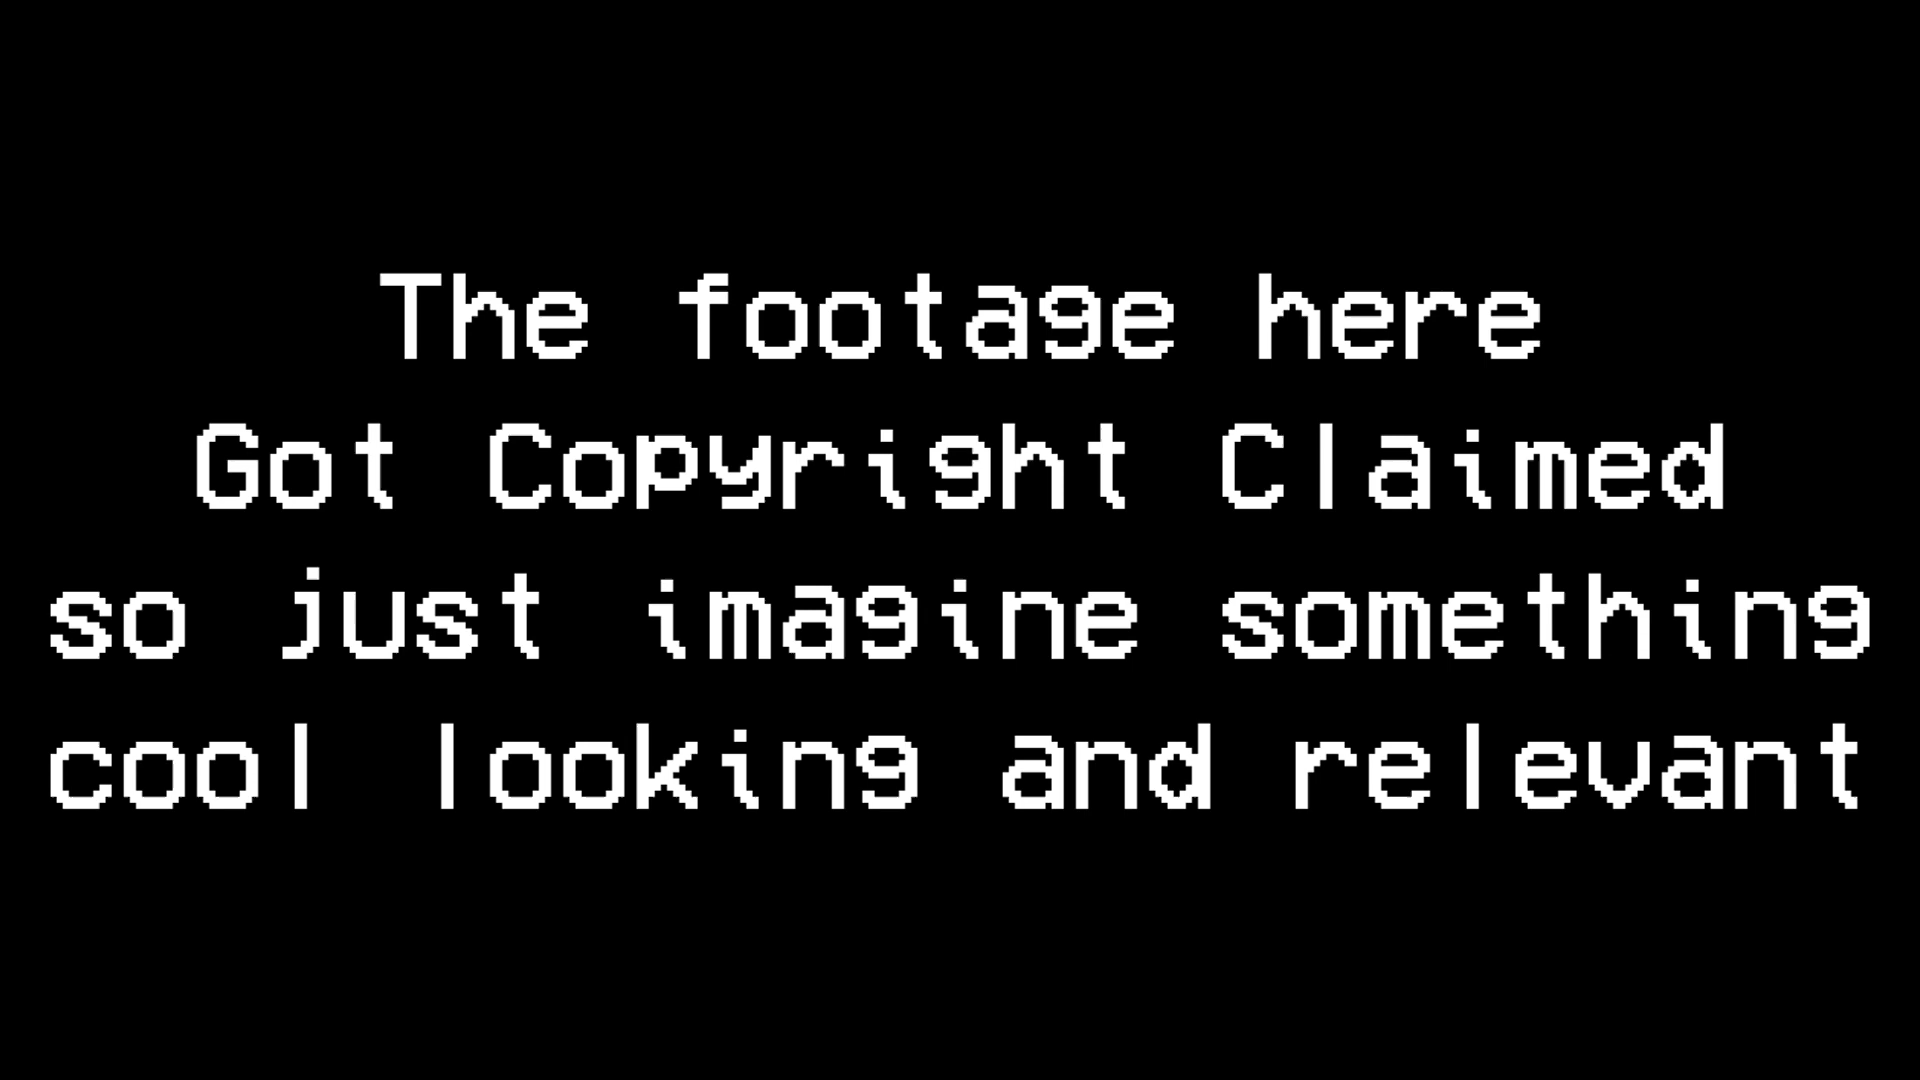 The footage here
Got Copyright Claimed
so just imagine something
cool looking and relevant